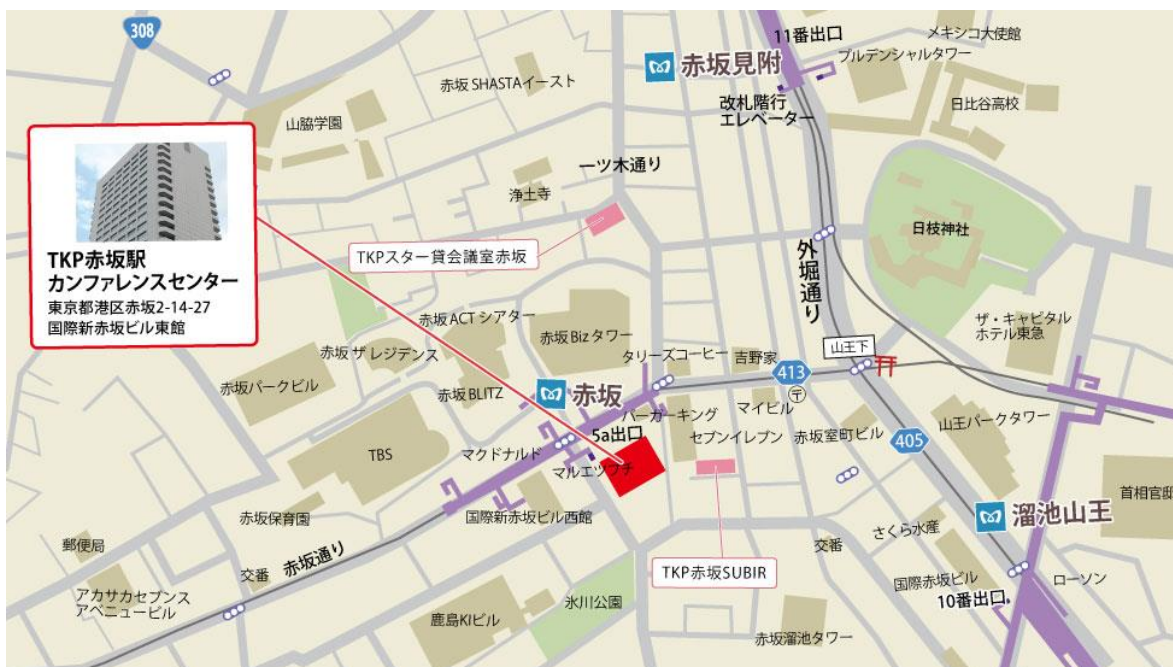 308
11番出口
メキシコ大使館
プルデンシャルタワー
赤坂見附
赤坂 SHASTAイースト
日比谷高校
改札階行
エレベーター
山脇学園
一ツ木通り
浄土寺
日枝神社
TKPスター貸会議室赤坂
外堀通り
TKP赤坂駅
カンファレンスセンター
東京都港区赤坂2-14-27
国際新赤坂ビル東館
赤坂 ACT シアター
赤坂 Biz タワー
ザ・キャピタル
ホテル東急
赤坂 ザ レジデンス
タリーズコーヒー
吉野家
山王下
413
赤坂パークビル
赤坂 BLITZ
赤坂
〒
バーガーキング
マイビル
5a出口
セブンイレブン
赤坂室町ビル
405
山王パークタワー
TBS
マクドナルド
マルエツプチ
首相官邸
赤坂保育園
国際新赤坂ビル西館
溜池山王
さくら水産
郵便局
赤坂通り
交番
交番
TKP赤坂SUBIR
アカサカセブンス
アベニュービル
国際赤坂ビル
ローソン
10番出口
鹿島KIビル
氷川公園
赤坂溜池タワー